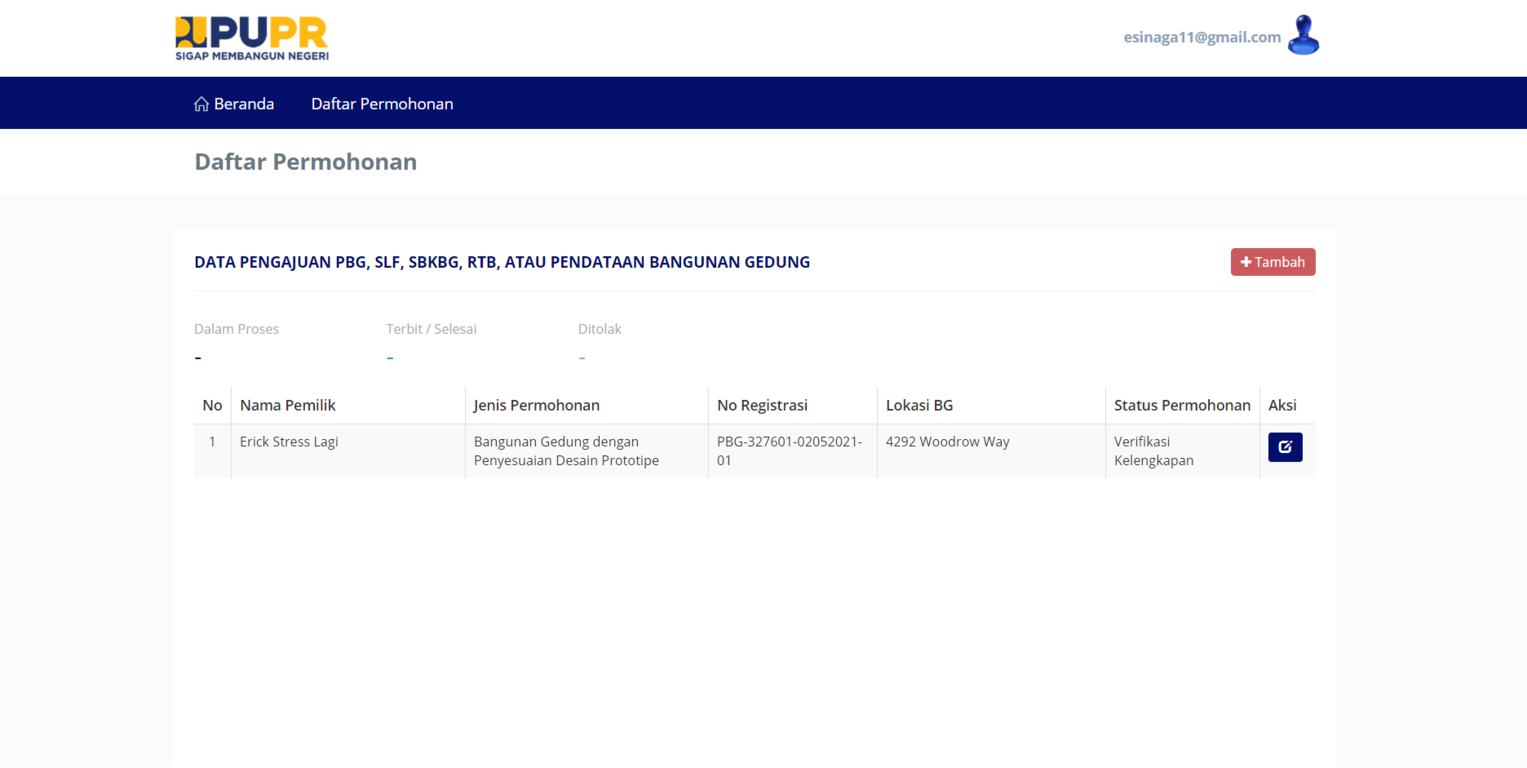 PUPR
SIGAP MEMBANGUN NEGERI
esinaga11@gmail.com
Beranda
Daftar Permohonan
Daftar Permohonan
DATA PENGAJUAN PBG, SLF, SBKBG, RTB, ATAU PENDATAAN BANGUNAN GEDUNG
+ Tambah
Dalam Proses
Terbit / Selesai
Ditolak
-
-
-
No
Nama Pemilik
Jenis Permohonan
No Registrasi
Lokasi BG
Status Permohonan
Aksi
1
Erick Stress Lagi
Bangunan Gedung dengan
Penyesuaian Desain Prototipe
PBG-327601-02052021-
01
4292 Woodrow Way
Verifikasi
Kelengkapan